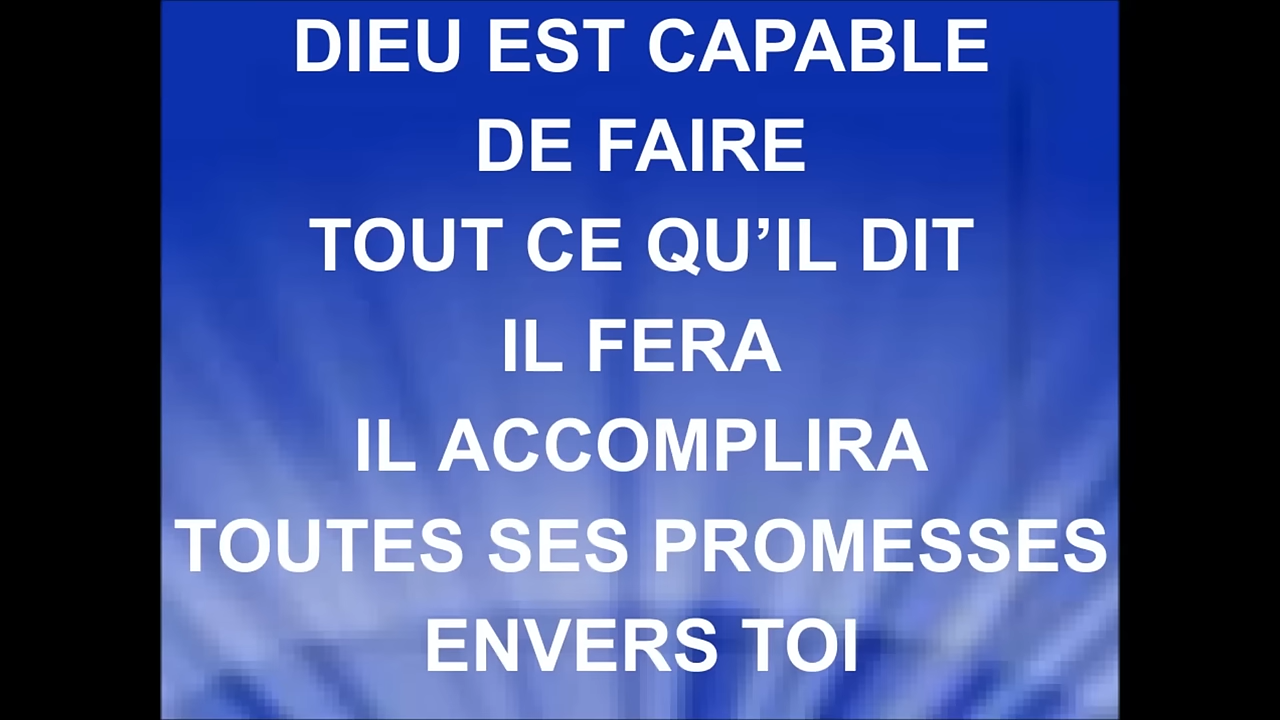 DIEU EST CAPABLE
DE FAIRE
TOUT CE QU’IL DIT
IL FERA
IL ACCOMPLIRA
TOUTES SES PROMESSES
ENVERS TOI